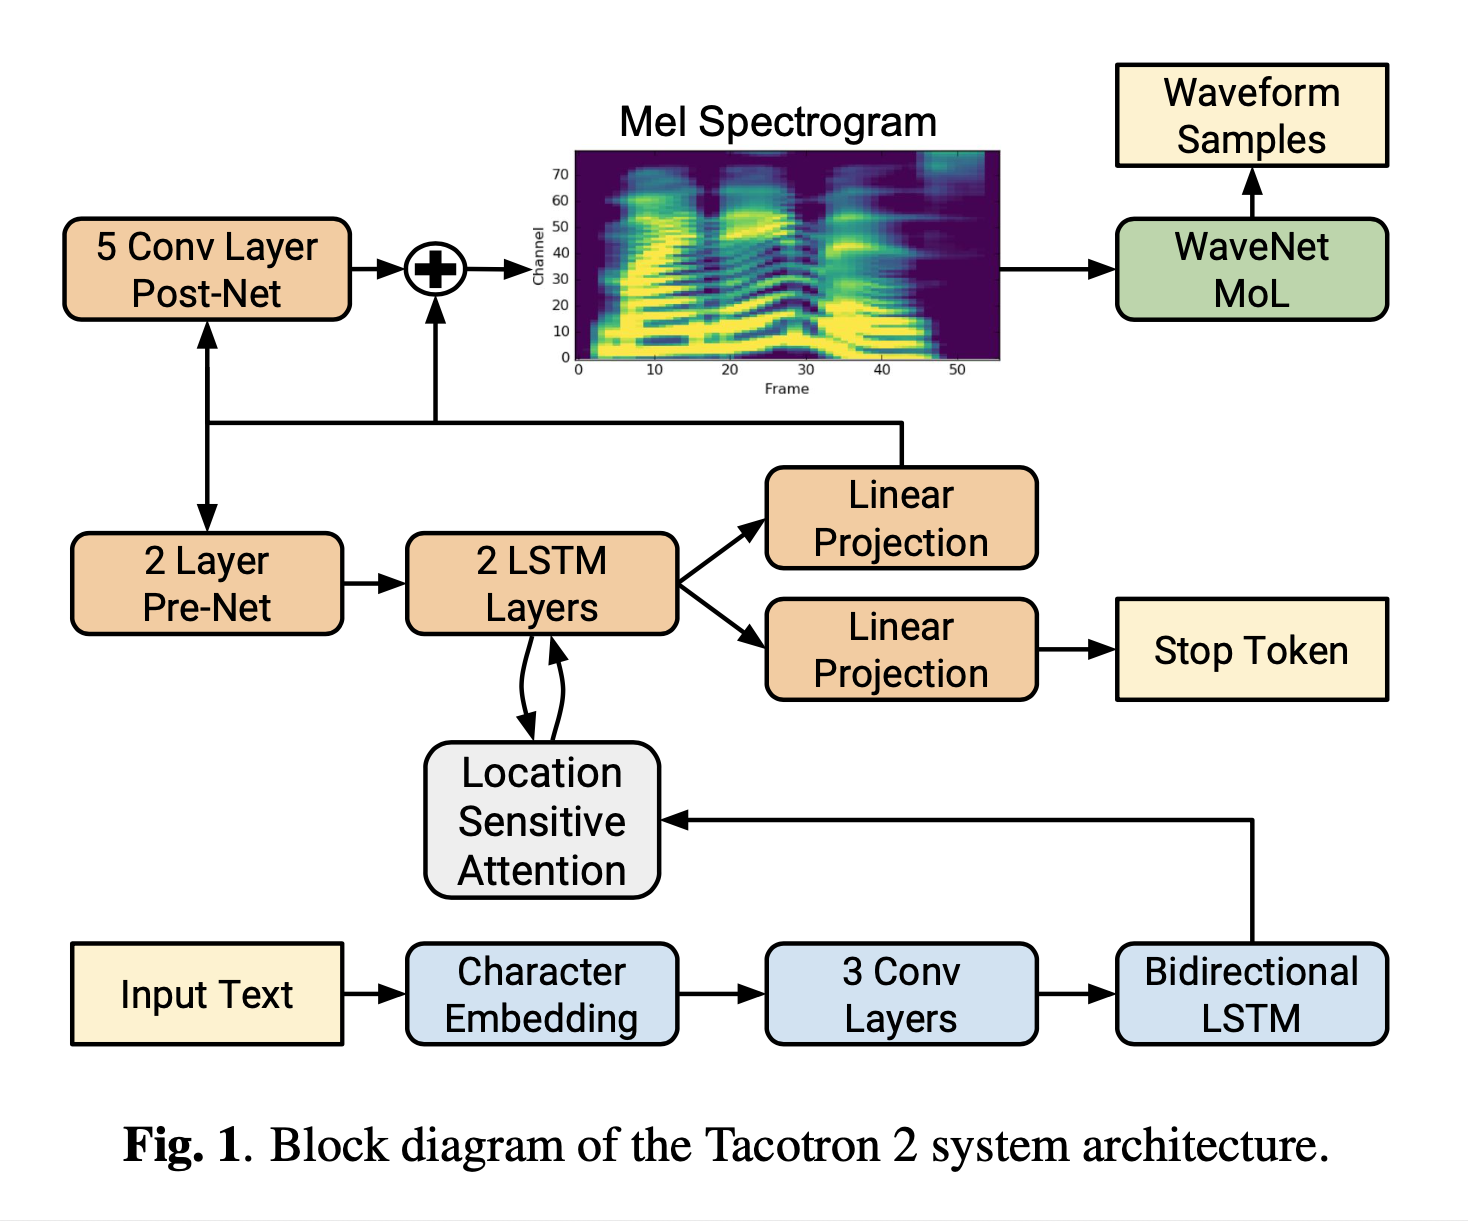 Waveform
Samples
Mel Spectrogram
5 Conv Layer
Post-Net
70
60
50
40
30
20
10
0
Channel
0 10 20 30 40 50
Frame
WaveNet
MoL
Linear
Projection
2 Layer
Pre-Net
2 LSTM
Layers
Linear
Projection
Stop Token
Location
Sensitive
Attention
Input Text
Character
Embedding
3 Conv
Layers
Bidirectional
LSTM
Fig. 1. Block diagram of the Tacotron 2 system architecture.